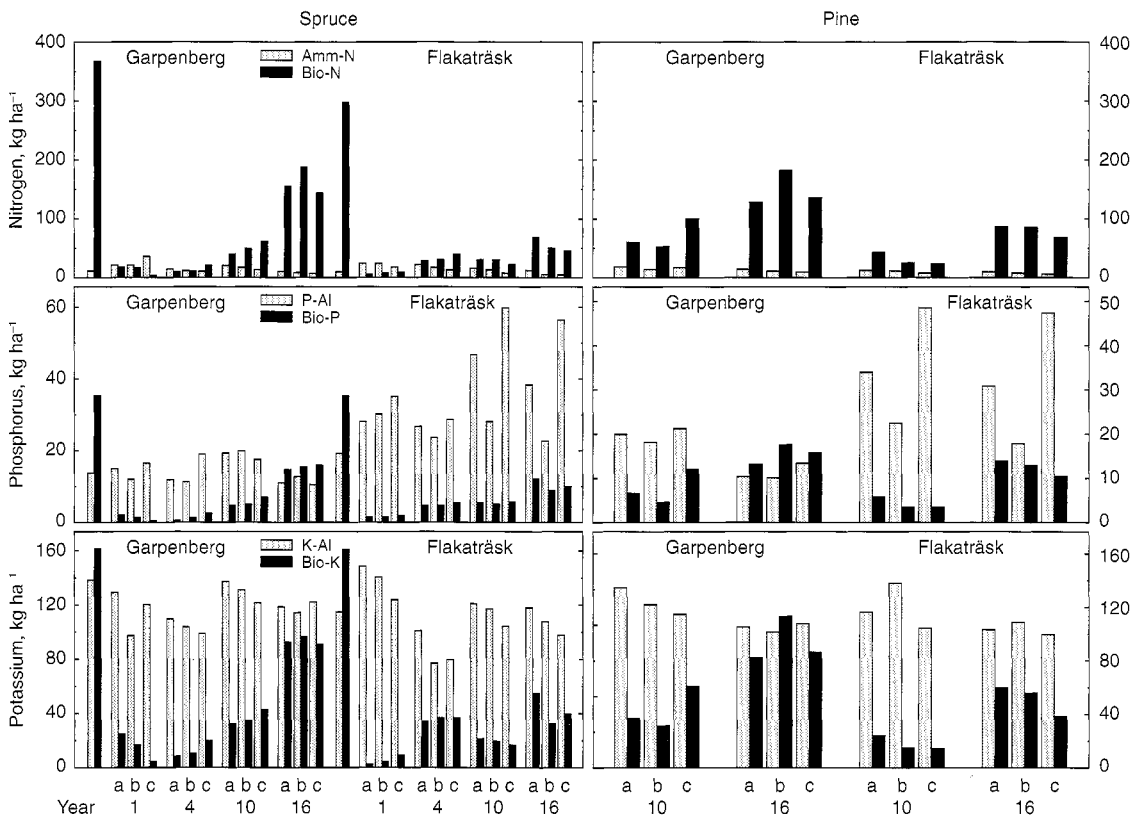 Spruce
Pine
Nitrogen, kg ha⁻¹
400
300
200
100
0
Garpenberg
Amm-N
Bio-N
Flakaträsk
Garpenberg
Flakaträsk
400
300
200
100
0
Phosphorus, kg ha⁻¹
60
40
20
0
Garpenberg
P-Al
Bio-P
Flakaträsk
Garpenberg
Flakaträsk
50
40
30
20
10
0
Potassium, kg ha⁻¹
160
120
80
40
0
Garpenberg
K-Al
Bio-K
Flakaträsk
Garpenberg
Flakaträsk
160
120
80
40
0
a b c a b c a b c a b c a b c a b c a b c a b c a b c a b c a b c a b c
Year 1 4 10 16 1 4 10 16 10 16 10 16